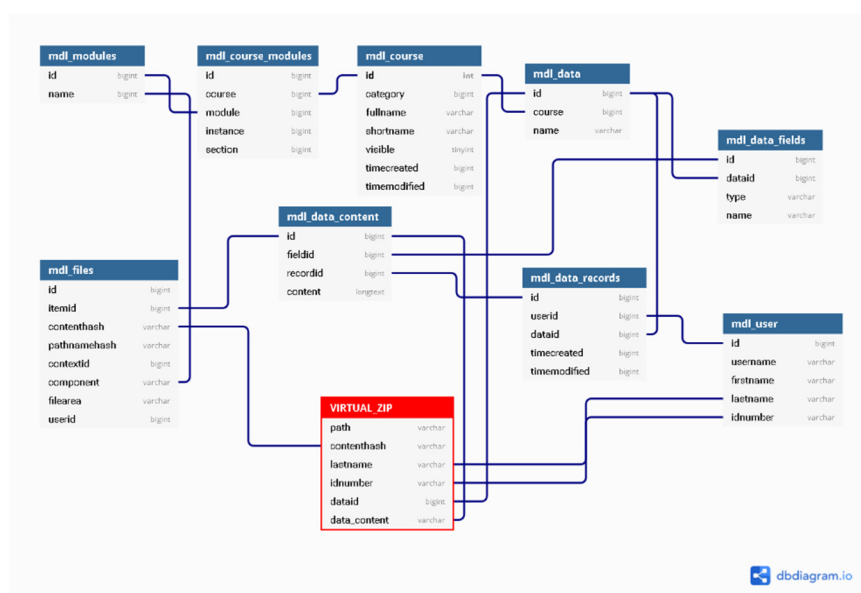 mdl_modules
id bigint
name bigint
mdl_course_modules
id bigint
course bigint
module bigint
instance bigint
section bigint
mdl_course
id int
category bigint
fullname varchar
shortname varchar
visible tinyint
timecreated bigint
timemodified bigint
mdl_data
id bigint
course bigint
name varchar
mdl_data_fields
id bigint
dataid bigint
type varchar
name varchar
mdl_data_content
id bigint
fieldid bigint
recordid bigint
content longtext
mdl_files
id bigint
itemid bigint
contenthash varchar
pathnamehash varchar
contextid bigint
component varchar
filearea varchar
userid bigint
mdl_data_records
id bigint
userid bigint
dataid bigint
timecreated bigint
timemodified bigint
mdl_user
id bigint
username varchar
firstname varchar
lastname varchar
idnumber varchar
VIRTUAL_ZIP
path varchar
contenthash varchar
lastname varchar
idnumber varchar
dataid bigint
data_content varchar
dbdiagram.io